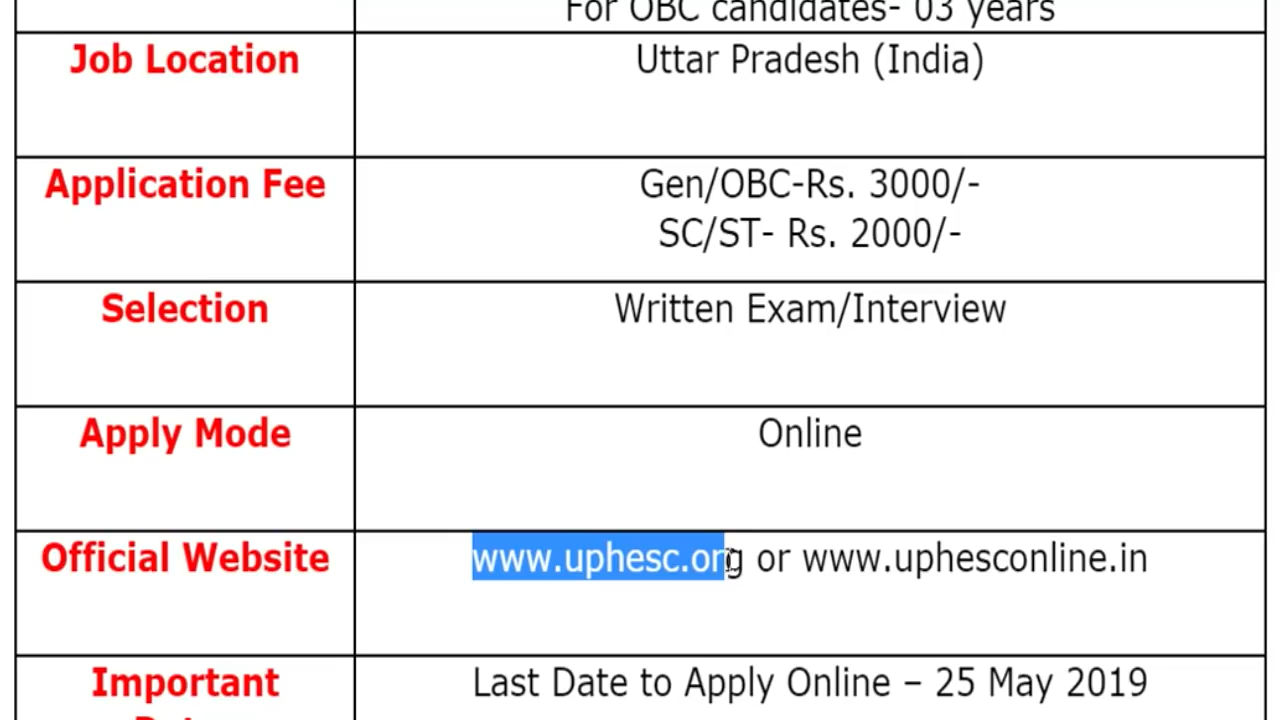 For OBC candidates- 03 years
Job Location
Uttar Pradesh (India)
Application Fee
Gen/OBC-Rs. 3000/-
SC/ST- Rs. 2000/-
Selection
Written Exam/Interview
Apply Mode
Online
Official Website
www.uphesc.org or www.uphesconline.in
Important
Last Date to Apply Online – 25 May 2019